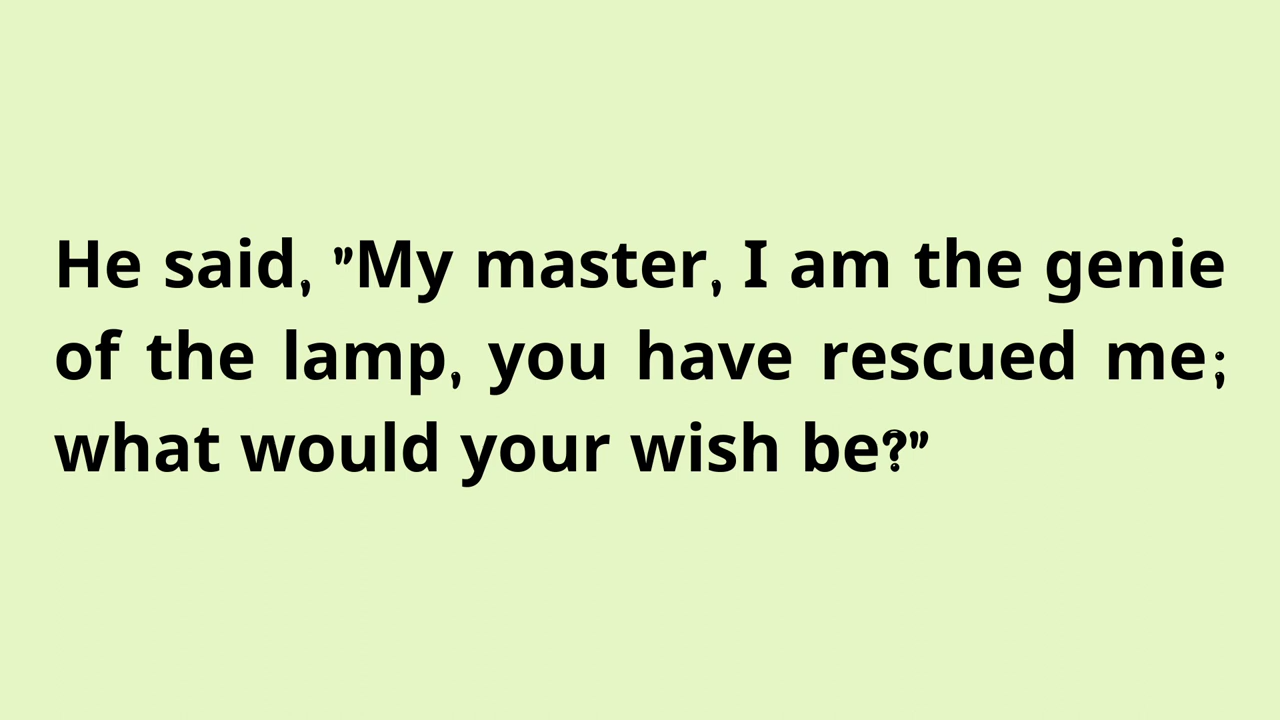 He said, "My master, I am the genie
of the lamp, you have rescued me;
what would your wish be?"